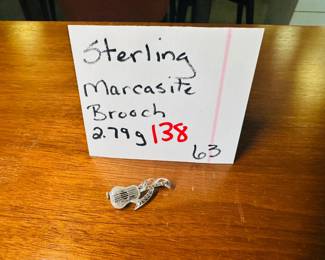 Sterling
Marcasite
Brooch
2.79g 138
63